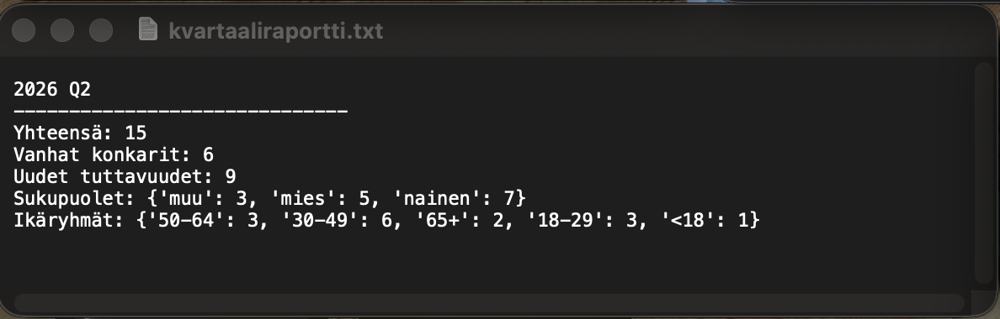 kvartaaliraportti.txt
2026 Q2
------------------------------
Yhteensä: 15
Vanhat konkarit: 6
Uudet tuttavuudet: 9
Sukupuolet: {'muu': 3, 'mies': 5, 'nainen': 7}
Ikäryhmät: {'50-64': 3, '30-49': 6, '65+': 2, '18-29': 3, '<18': 1}